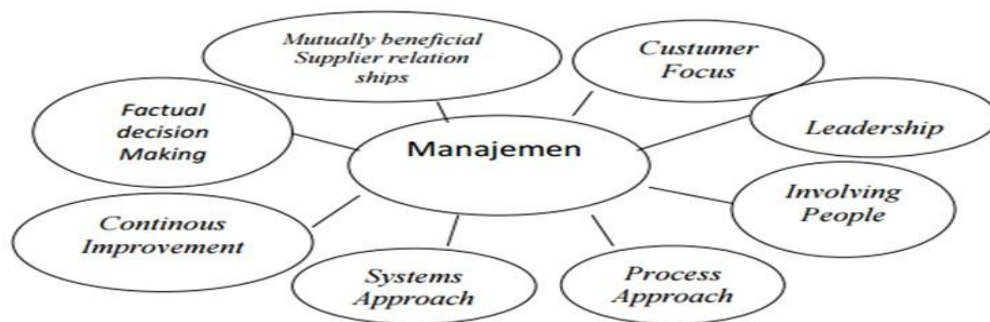 Mutually beneficial
Supplier relation
ships
Custumer
Focus
Factual
decision
Making
Manajemen
Leadership
Involving
People
Continous
Improvement
Systems
Approach
Process
Approach